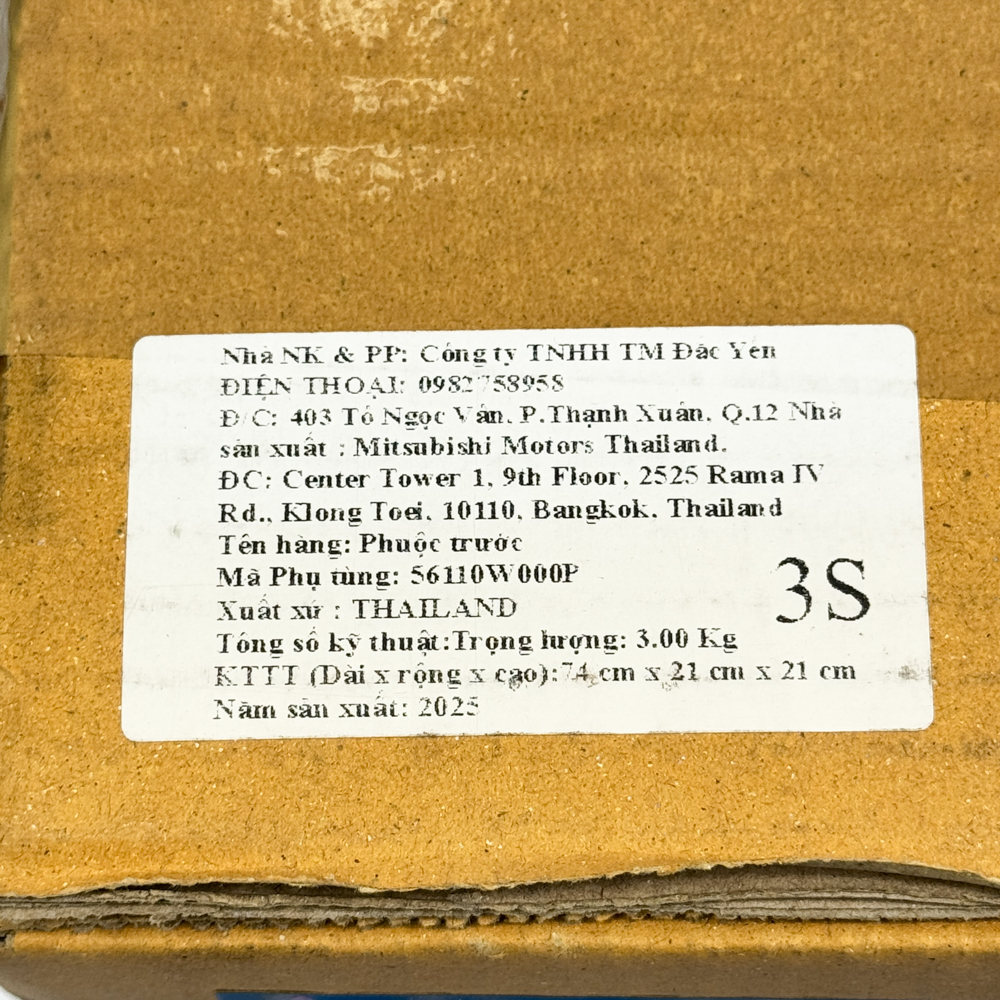 Nhà NK & PP: Công ty TNHH TM Đắc Yến
ĐIỆN THOẠI: 0982758958
Đ/C: 403 Tô Ngọc Vân, P.Thạnh Xuân, Q.12 Nhà
sản xuất : Mitsubishi Motors Thailand.
ĐC: Center Tower 1, 9th Floor, 2525 Rama IV
Rd., Klong Toei, 10110, Bangkok, Thailand
Tên hàng: Phuộc trước
Mã Phụ tùng: 56110W000P
Xuất xứ : THAILAND
3S
Tông số kỹ thuật:Trọng lượng: 3.00 Kg
KTTT (Dài x rộng x cao):74 cm x 21 cm x 21 cm
Năm sản xuất: 2025